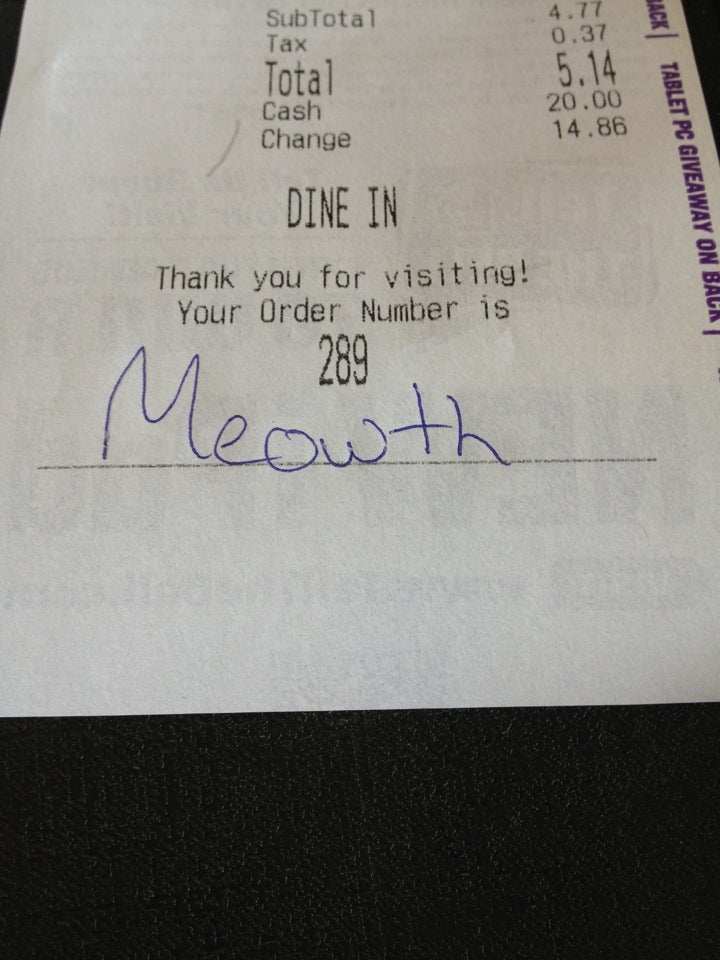 SubTotal 4.77
Tax 0.37
Total 5.14
Cash 20.00
Change 14.86
DINE IN
Thank you for visiting!
Your Order Number is
289
Meowth
BACK |
TABLET PC GIVEAWAY ON BACK |